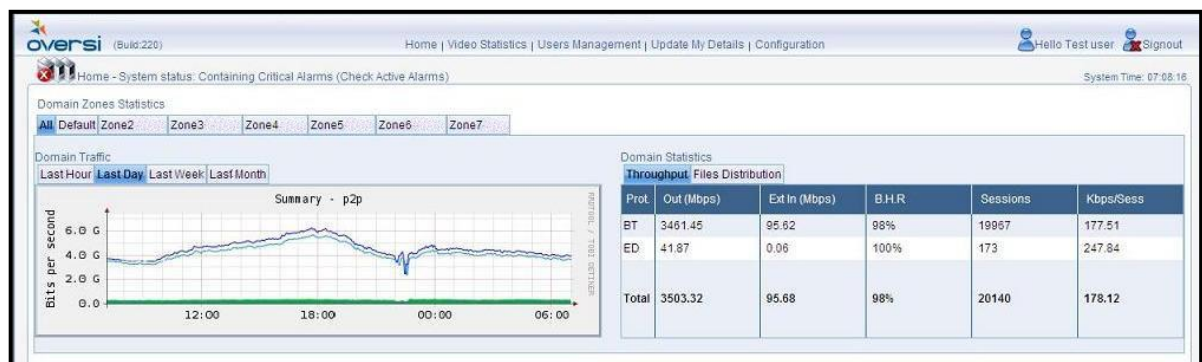 oversi (Build:220) Home | Video Statistics | Users Management | Update My Details | Configuration Hello Test user Signout
Home - System status: Containing Critical Alarms (Check Active Alarms) System Time: 07:08:16
Domain Zones Statistics
All Default Zone2 Zone3 Zone4 Zone5 Zone6 Zone7
Domain Traffic
Last Hour Last Day Last Week Last Month
Summary - p2p
Bits per second
6.0 G
4.0 G
2.0 G
0.0
12:00 18:00 00:00 06:00
RRDTOOL / TOBI OETIKER
Domain Statistics
Throughput Files Distribution
Prot. Out (Mbps) Ext In (Mbps) B.H.R Sessions Kbps/Sess
BT 3461.45 95.62 98% 19967 177.51
ED 41.87 0.06 100% 173 247.84
Total 3503.32 95.68 98% 20140 178.12